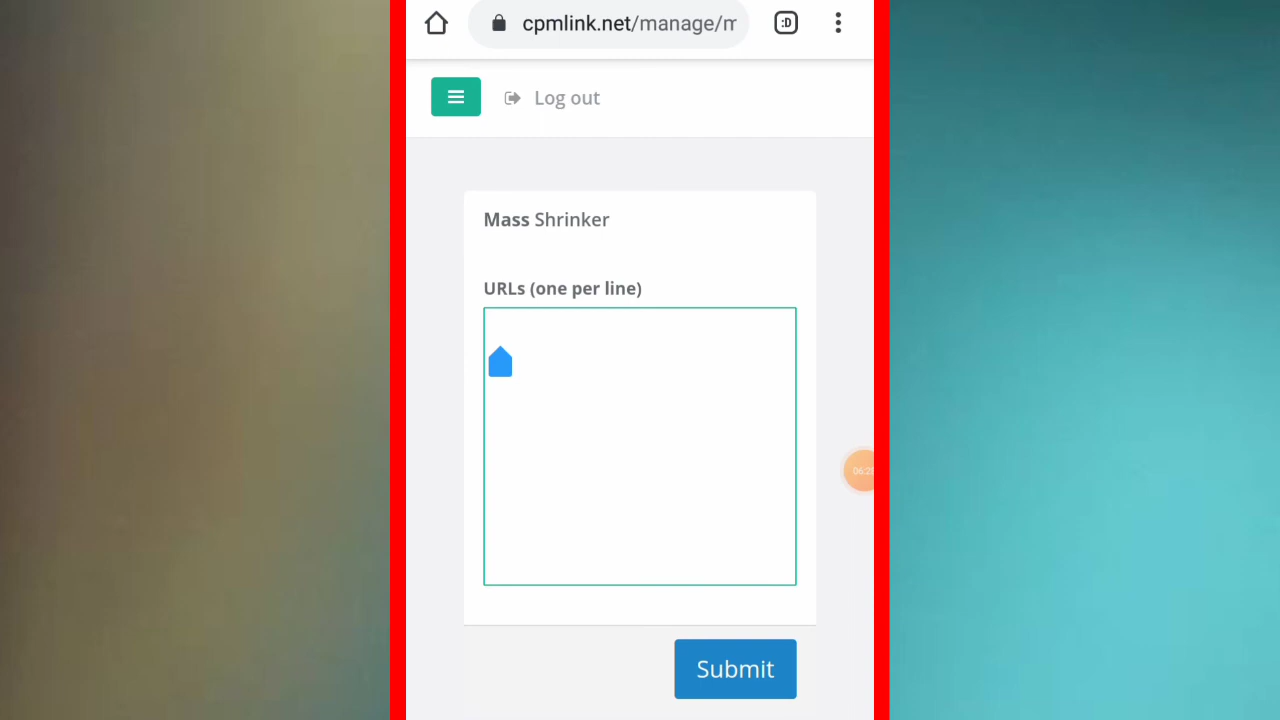 :D
cpmlink.net/manage/m
Log out
Mass Shrinker
URLs (one per line)
Submit